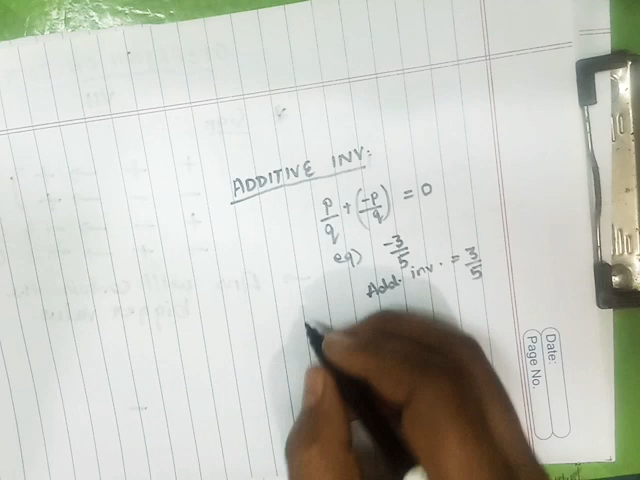 ADDITIVE INV:
p/q + (-p/q) = 0
eg) -3/5
Add. inv. = 3/5
Date:
Page No.